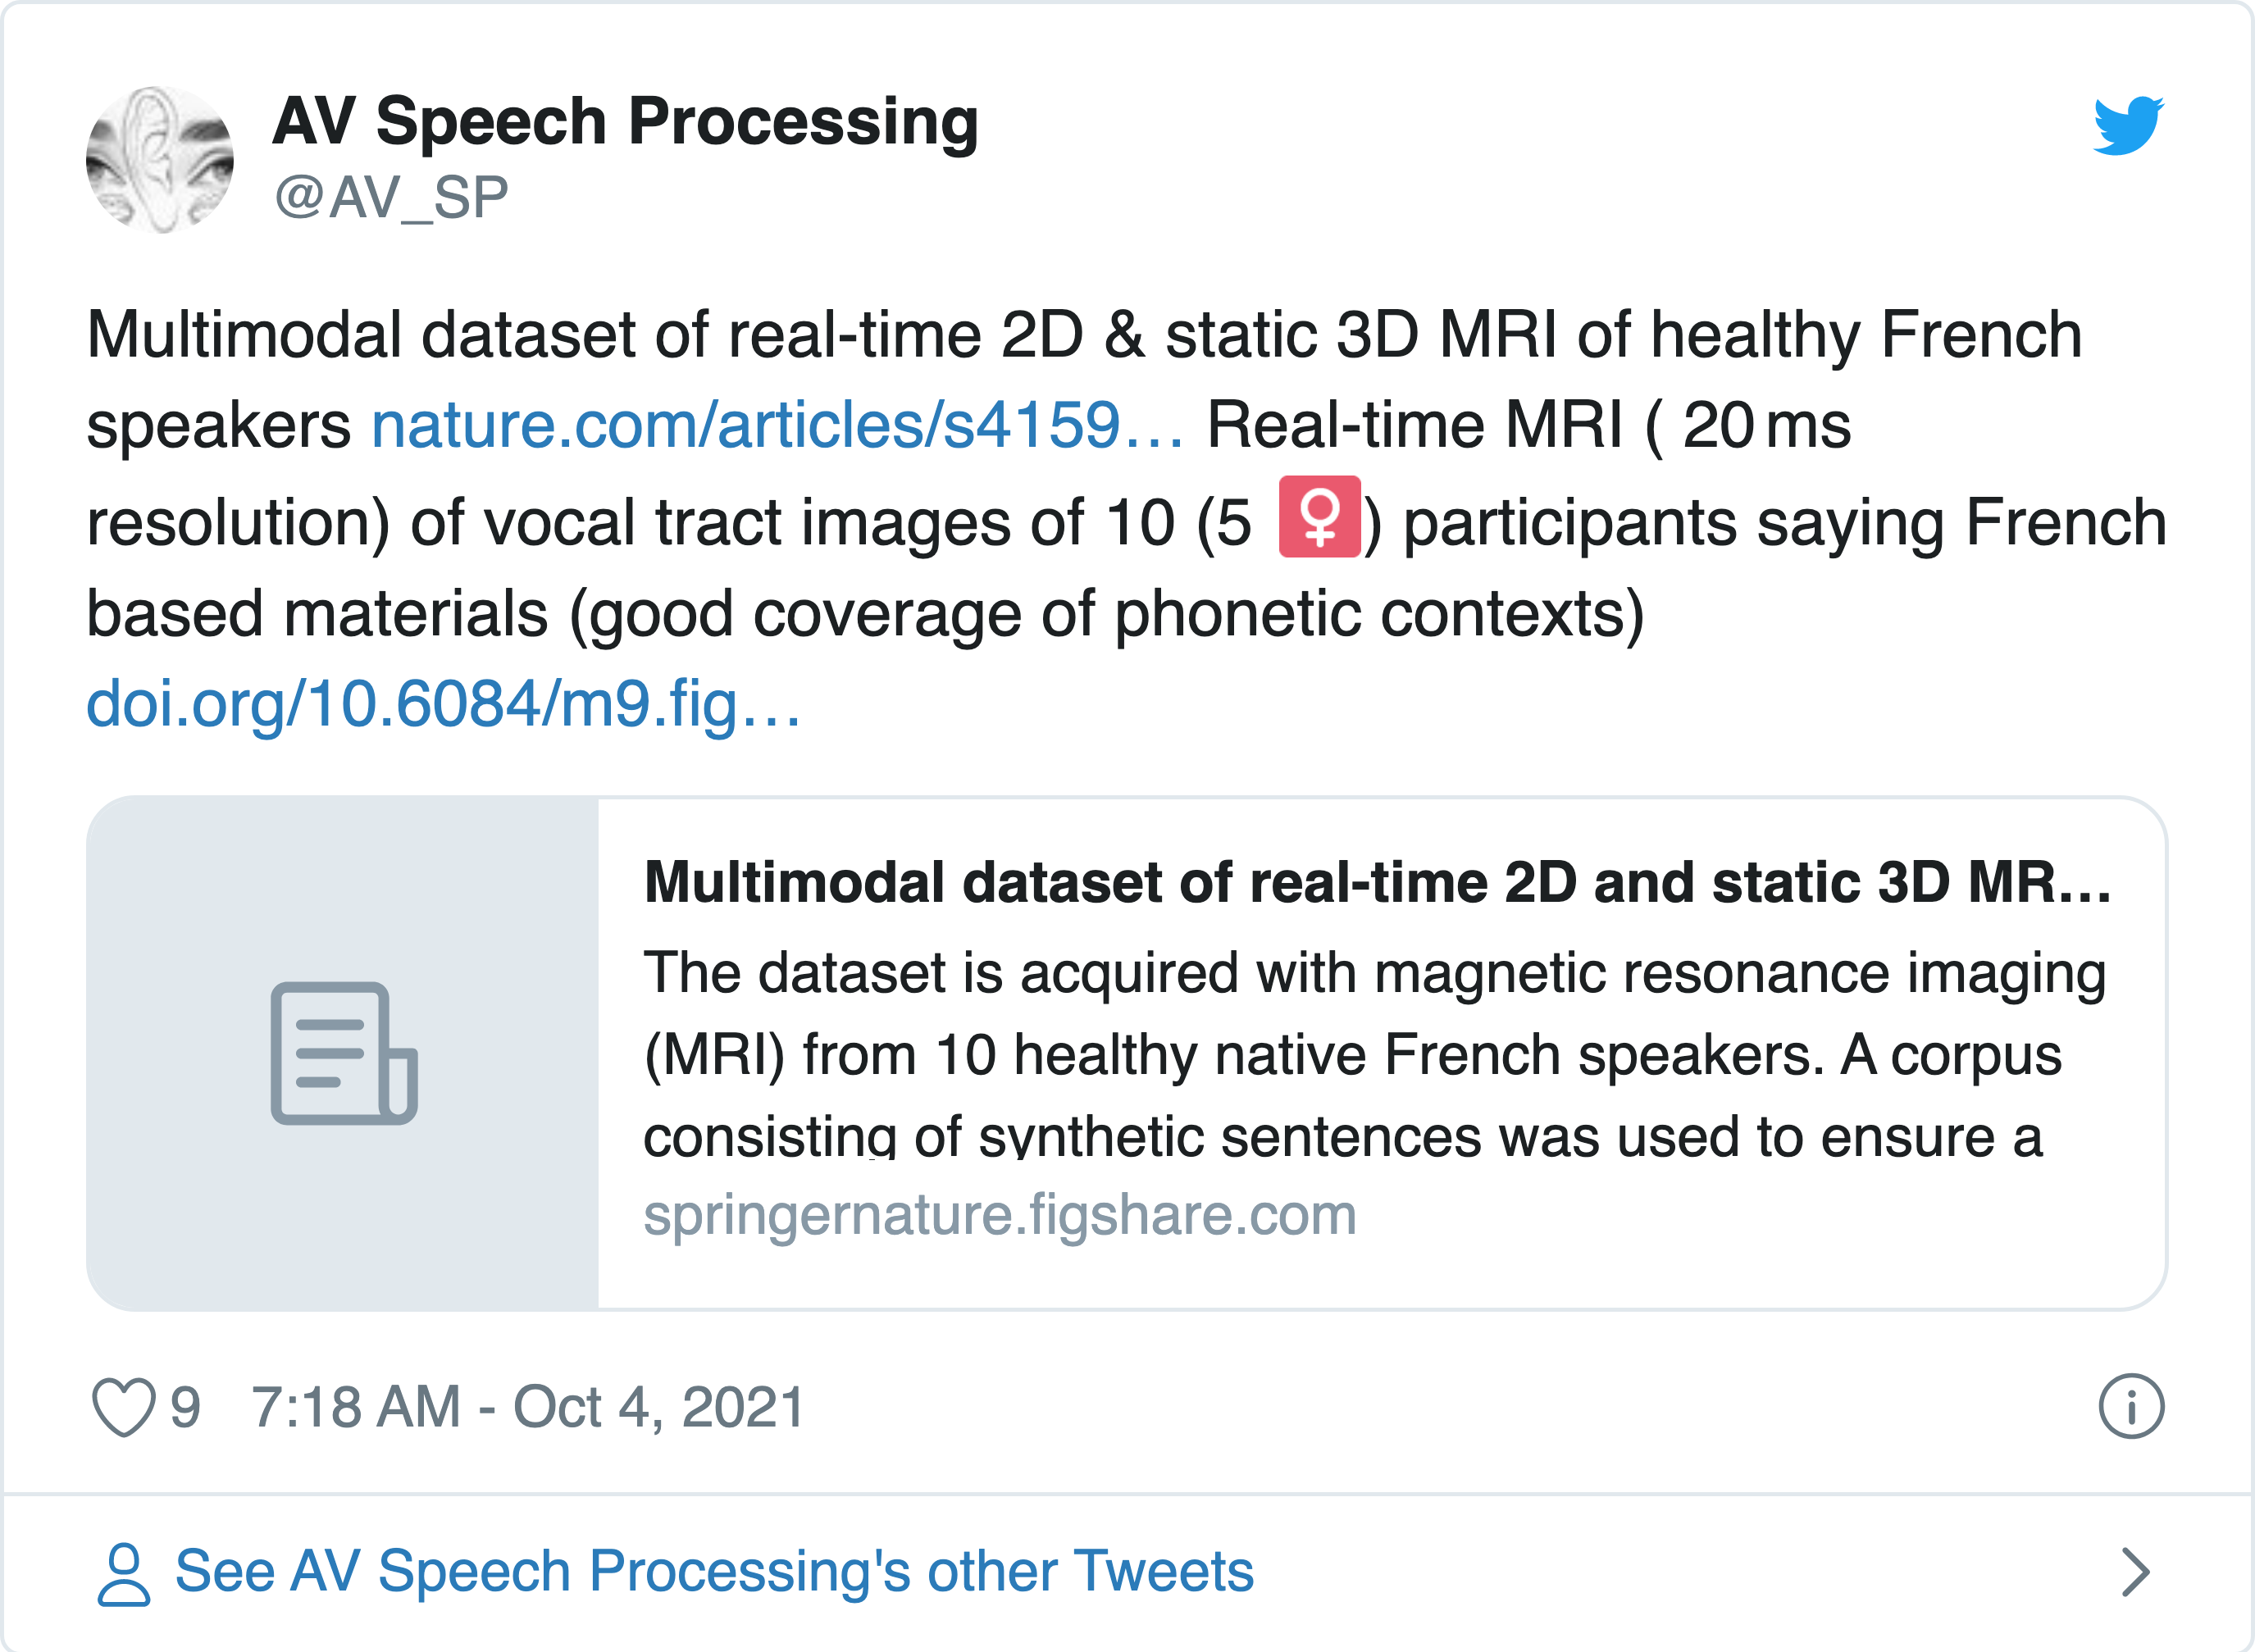 AV Speech Processing
@AV_SP
Multimodal dataset of real-time 2D & static 3D MRI of healthy French
speakers nature.com/articles/s4159… Real-time MRI ( 20 ms
resolution) of vocal tract images of 10 (5 ♀) participants saying French
based materials (good coverage of phonetic contexts)
doi.org/10.6084/m9.fig…
Multimodal dataset of real-time 2D and static 3D MR…
The dataset is acquired with magnetic resonance imaging
(MRI) from 10 healthy native French speakers. A corpus
consisting of synthetic sentences was used to ensure a
springernature.figshare.com
9 7:18 AM - Oct 4, 2021
See AV Speech Processing's other Tweets